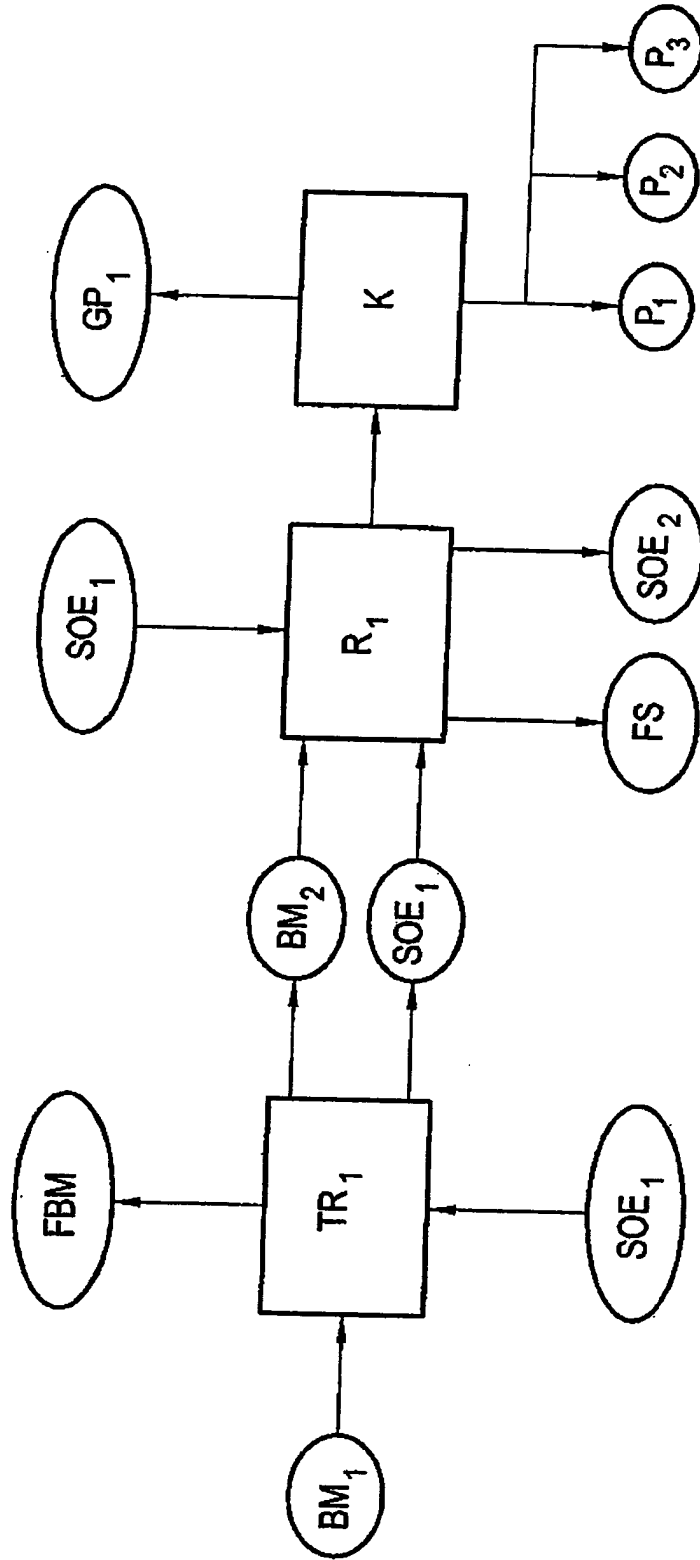 BM₁
FBM
TR₁
SOE₁
BM₂
SOE₁
SOE₁
R₁
FS
SOE₂
GP₁
K
P₁
P₂
P₃